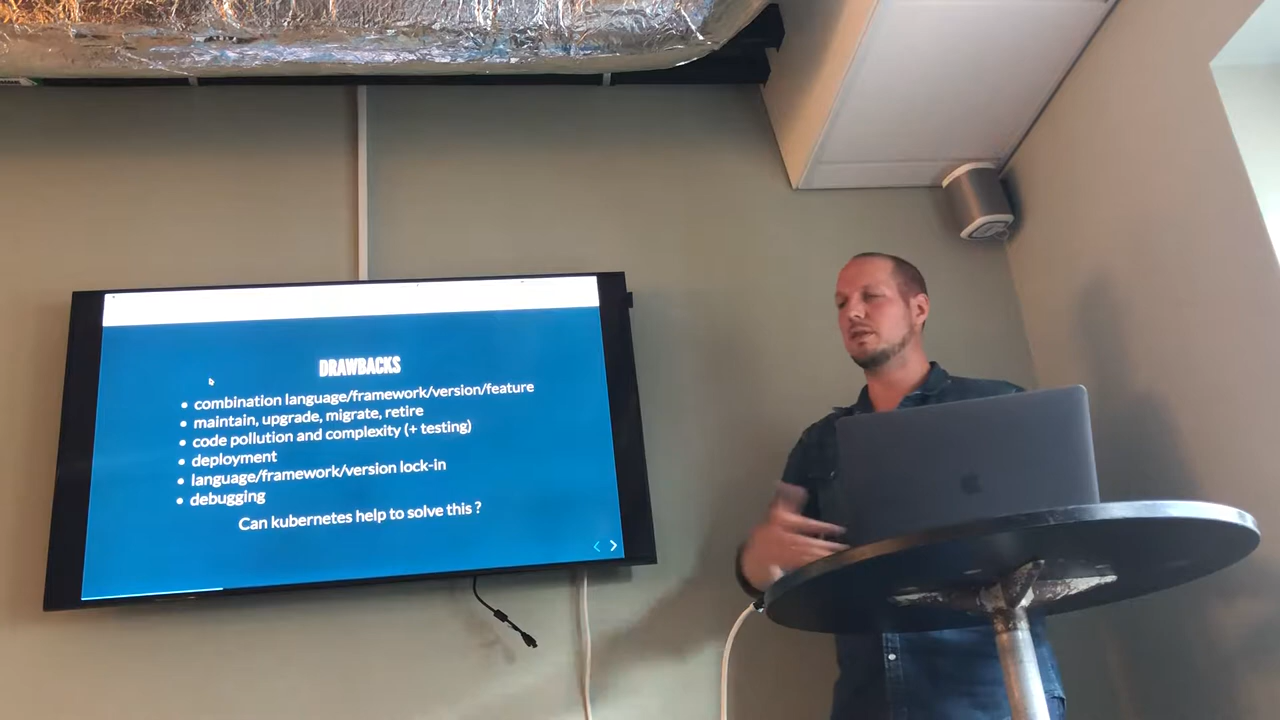 DRAWBACKS
• combination language/framework/version/feature
• maintain, upgrade, migrate, retire
• code pollution and complexity (+ testing)
• deployment
• language/framework/version lock-in
• debugging
Can kubernetes help to solve this ?